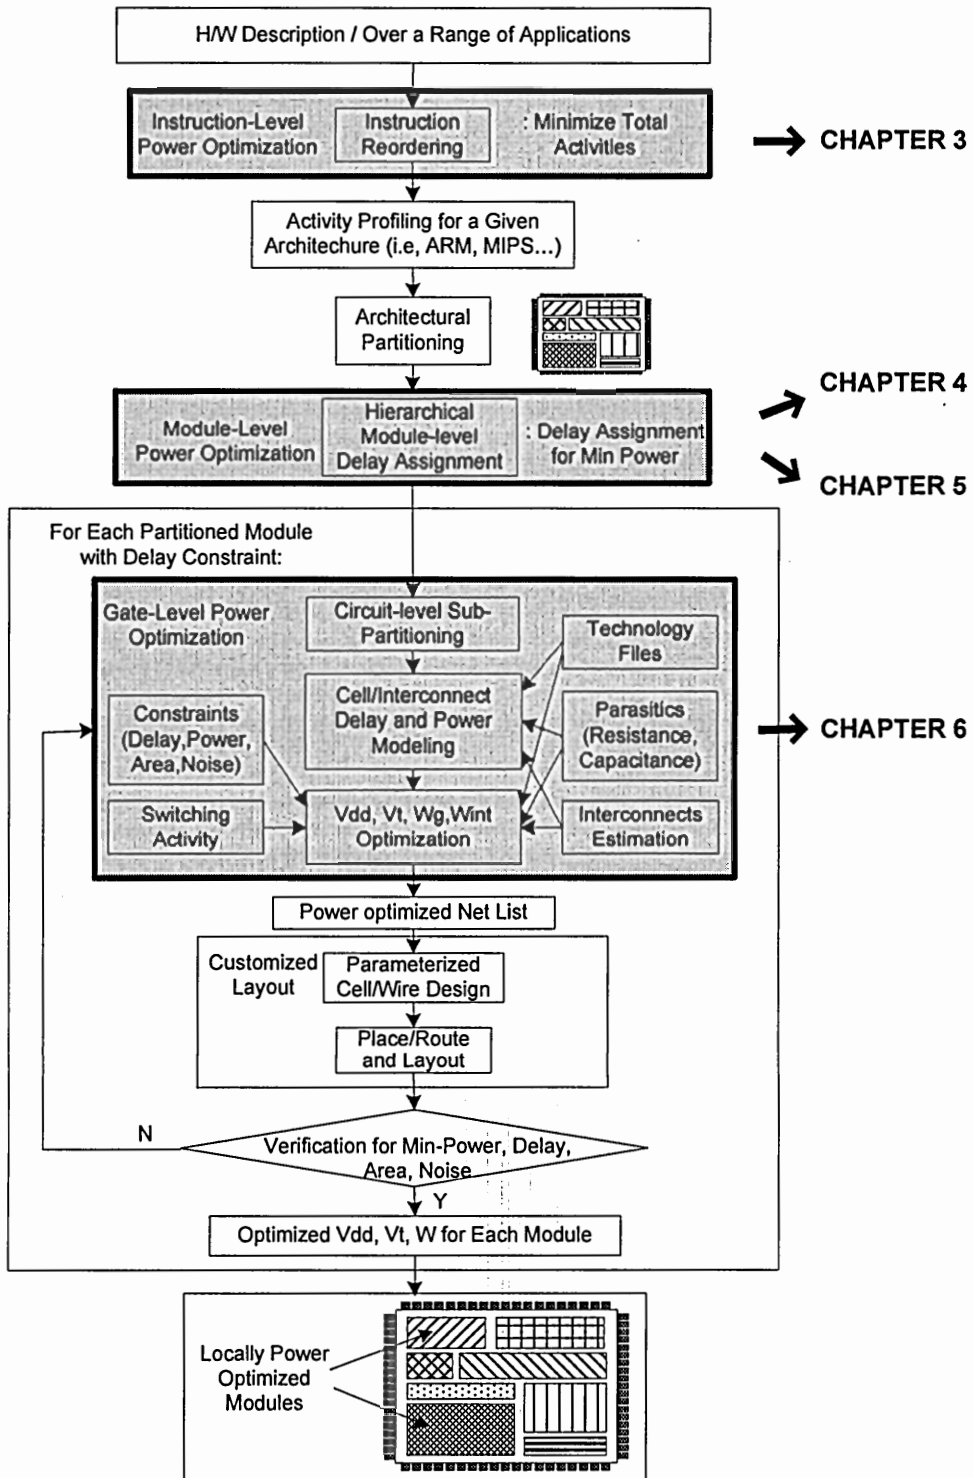 H/W Description / Over a Range of Applications
Instruction-Level
Power Optimization
Instruction
Reordering
: Minimize Total
Activities
CHAPTER 3
Activity Profiling for a Given
Architechure (i.e, ARM, MIPS...)
Architectural
Partitioning
CHAPTER 4
Module-Level
Power Optimization
Hierarchical
Module-level
Delay Assignment
: Delay Assignment
for Min Power
CHAPTER 5
For Each Partitioned Module
with Delay Constraint:
Gate-Level Power
Optimization
Circuit-level Sub-
Partitioning
Technology
Files
Constraints
(Delay,Power,
Area,Noise)
Cell/Interconnect
Delay and Power
Modeling
Parasitics
(Resistance,
Capacitance)
CHAPTER 6
Switching
Activity
Vdd, Vt, Wg,Wint
Optimization
Interconnects
Estimation
Power optimized Net List
Customized
Layout
Parameterized
Cell/Wire Design
Place/Route
and Layout
N
Verification for Min-Power, Delay,
Area, Noise
Y
Optimized Vdd, Vt, W for Each Module
Locally Power
Optimized
Modules